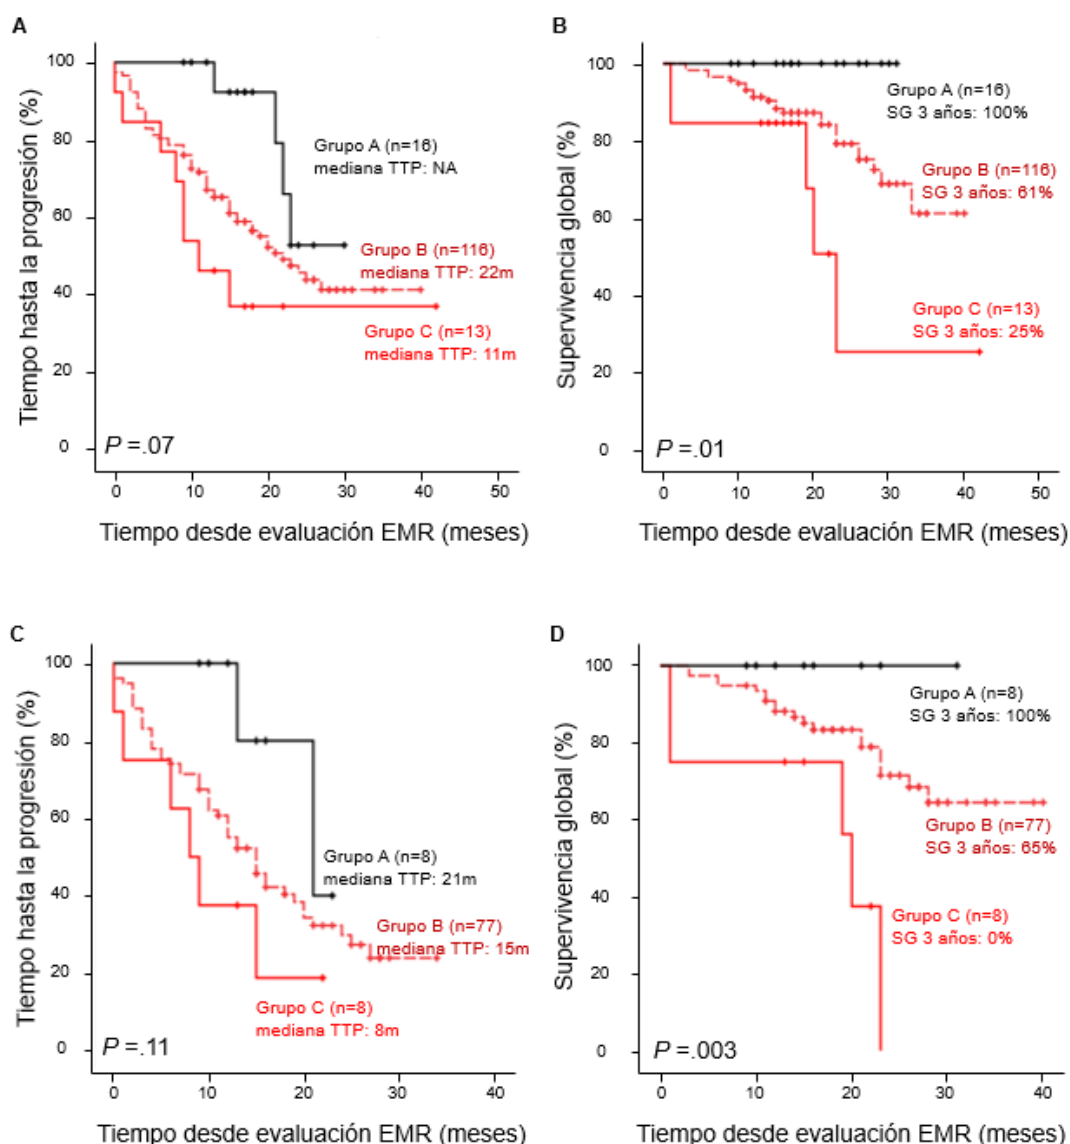 A
Tiempo hasta la progresión (%)
100
80
60
40
20
0
Grupo A (n=16)
mediana TTP: NA
Grupo B (n=116)
mediana TTP: 22m
Grupo C (n=13)
mediana TTP: 11m
P =.07
0 10 20 30 40 50
Tiempo desde evaluación EMR (meses)
B
Supervivencia global (%)
100
80
60
40
20
0
Grupo A (n=16)
SG 3 años: 100%
Grupo B (n=116)
SG 3 años: 61%
Grupo C (n=13)
SG 3 años: 25%
P =.01
0 10 20 30 40 50
Tiempo desde evaluación EMR (meses)
C
Tiempo hasta la progresión (%)
100
80
60
40
20
0
Grupo A (n=8)
mediana TTP: 21m
Grupo B (n=77)
mediana TTP: 15m
Grupo C (n=8)
mediana TTP: 8m
P =.11
0 10 20 30 40
Tiempo desde evaluación EMR (meses)
D
Supervivencia global (%)
100
80
60
40
20
0
Grupo A (n=8)
SG 3 años: 100%
Grupo B (n=77)
SG 3 años: 65%
Grupo C (n=8)
SG 3 años: 0%
P =.003
0 10 20 30 40
Tiempo desde evaluación EMR (meses)